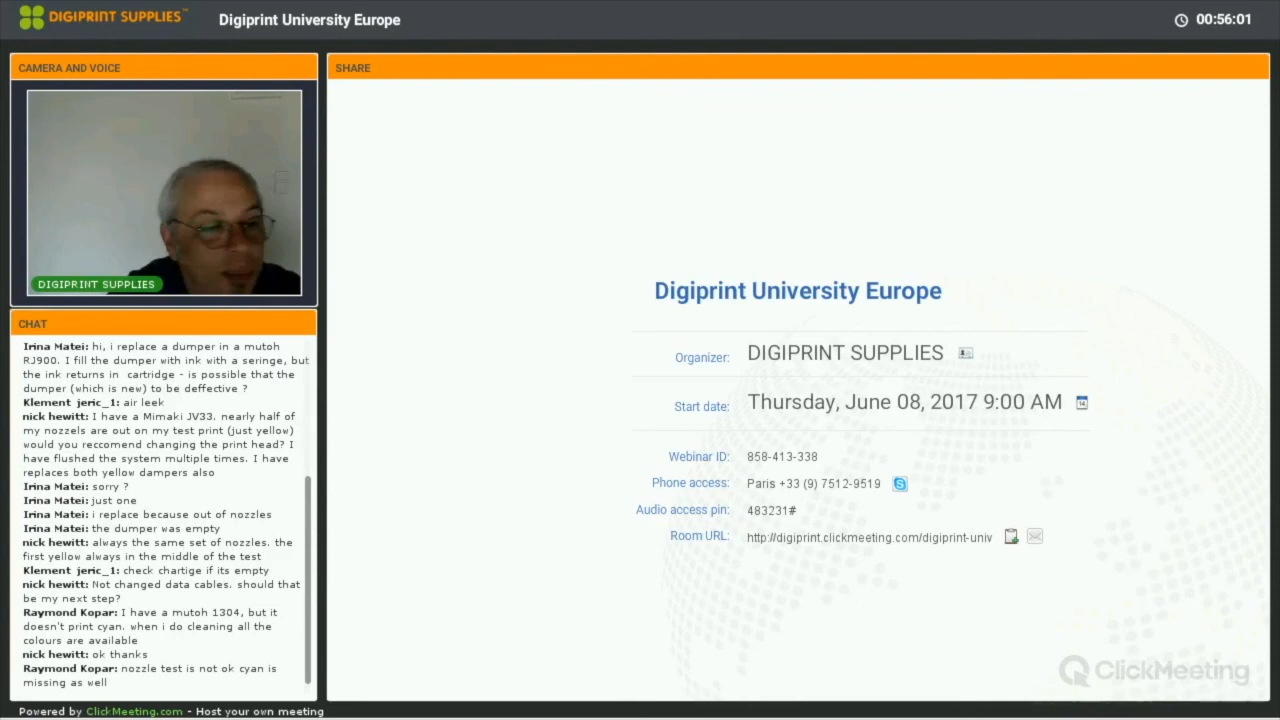 DIGIPRINT SUPPLIES™
Digiprint University Europe
00:56:01
CAMERA AND VOICE
DIGIPRINT SUPPLIES
CHAT
Irina Matei: hi, i replace a dumper in a mutoh
RJ900. I fill the dumper with ink with a seringe, but
the ink returns in cartridge - is possible that the
dumper (which is new) to be deffective ?
Klement jeric_1: air leek
nick hewitt: I have a Mimaki JV33. nearly half of
my nozzels are out on my test print (just yellow)
would you reccomend changing the print head? I
have flushed the system multiple times. I have
replaces both yellow dampers also
Irina Matei: sorry ?
Irina Matei: just one
Irina Matei: i replace because out of nozzles
Irina Matei: the dumper was empty
nick hewitt: always the same set of nozzles. the
first yellow always in the middle of the test
Klement jeric_1: check chartige if its empty
nick hewitt: Not changed data cables. should that
be my next step?
Raymond Kopar: I have a mutoh 1304, but it
doesn't print cyan. when i do cleaning all the
colours are available
nick hewitt: ok thanks
Raymond Kopar: nozzle test is not ok cyan is
missing as well
SHARE
Digiprint University Europe
Organizer: DIGIPRINT SUPPLIES
Start date: Thursday, June 08, 2017 9:00 AM
14
Webinar ID: 858-413-338
Phone access: Paris +33 (9) 7512-9519
Audio access pin: 483231#
Room URL: http://digiprint.clickmeeting.com/digiprint-univ
ClickMeeting
Powered by ClickMeeting.com - Host your own meeting